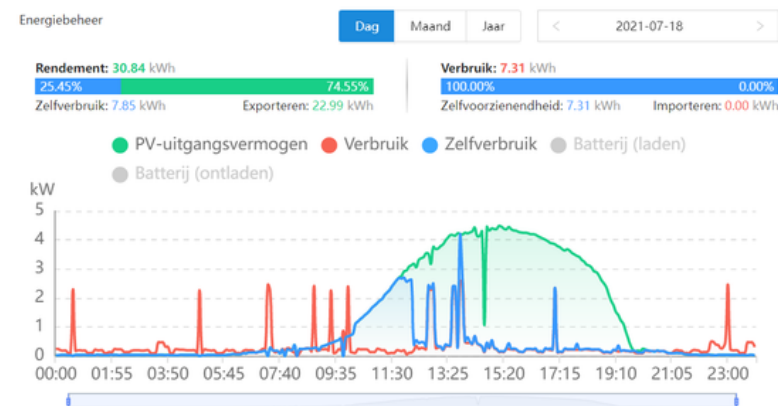 Energiebeheer
Dag Maand Jaar < 2021-07-18 >
Rendement: 30.84 kWh Verbruik: 7.31 kWh
25.45% 74.55% 100.00% 0.00%
Zelfverbruik: 7.85 kWh Exporteren: 22.99 kWh Zelfvoorzienendheid: 7.31 kWh Importeren: 0.00 kWh
PV-uitgangsvermogen Verbruik Zelfverbruik Batterij (laden)
Batterij (ontladen)
kW
5
4
3
2
1
0
00:00 01:55 03:50 05:45 07:40 09:35 11:30 13:25 15:20 17:15 19:10 21:05 23:00